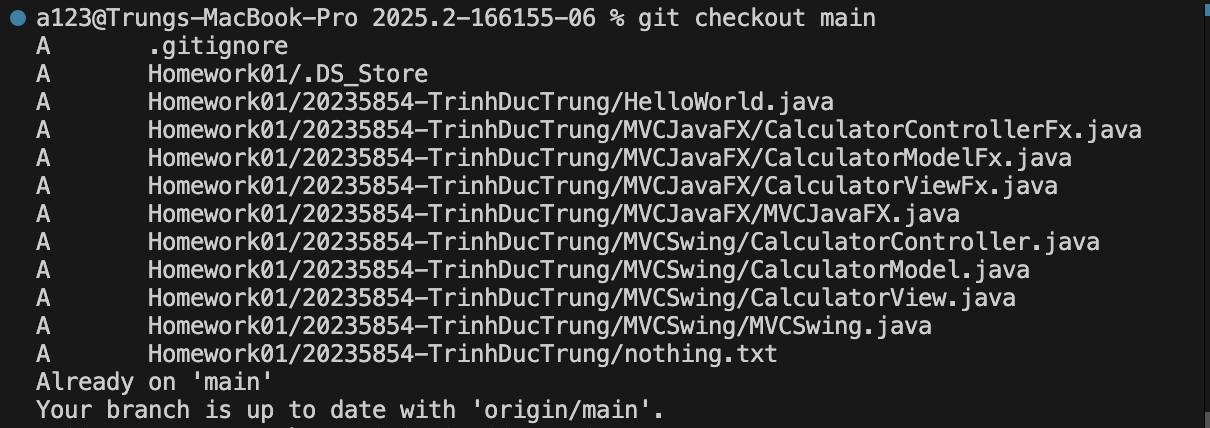 a123@Trungs-MacBook-Pro 2025.2-166155-06 % git checkout main
A .gitignore
A Homework01/.DS_Store
A Homework01/20235854-TrinhDucTrung/HelloWorld.java
A Homework01/20235854-TrinhDucTrung/MVCJavaFX/CalculatorControllerFx.java
A Homework01/20235854-TrinhDucTrung/MVCJavaFX/CalculatorModelFx.java
A Homework01/20235854-TrinhDucTrung/MVCJavaFX/CalculatorViewFx.java
A Homework01/20235854-TrinhDucTrung/MVCJavaFX/MVCJavaFX.java
A Homework01/20235854-TrinhDucTrung/MVCSwing/CalculatorController.java
A Homework01/20235854-TrinhDucTrung/MVCSwing/CalculatorModel.java
A Homework01/20235854-TrinhDucTrung/MVCSwing/CalculatorView.java
A Homework01/20235854-TrinhDucTrung/MVCSwing/MVCSwing.java
A Homework01/20235854-TrinhDucTrung/nothing.txt
Already on 'main'
Your branch is up to date with 'origin/main'.